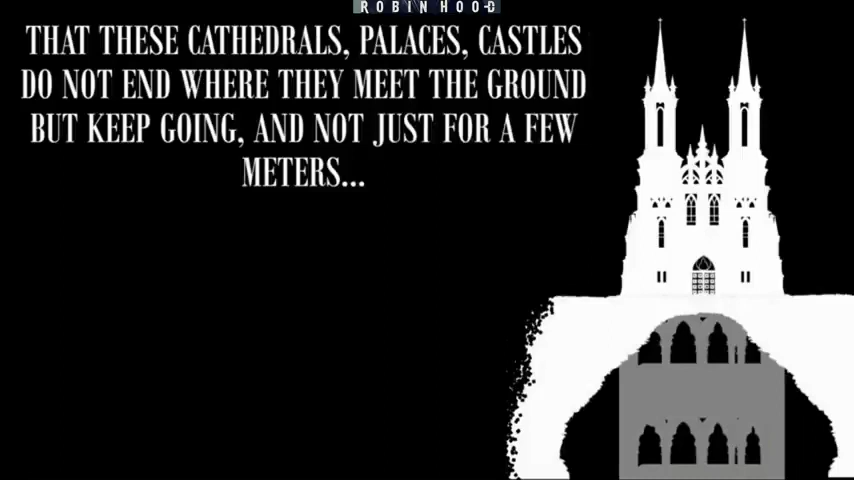 ROBIN HOOD
THAT THESE CATHEDRALS, PALACES, CASTLES
DO NOT END WHERE THEY MEET THE GROUND
BUT KEEP GOING, AND NOT JUST FOR A FEW
METERS...